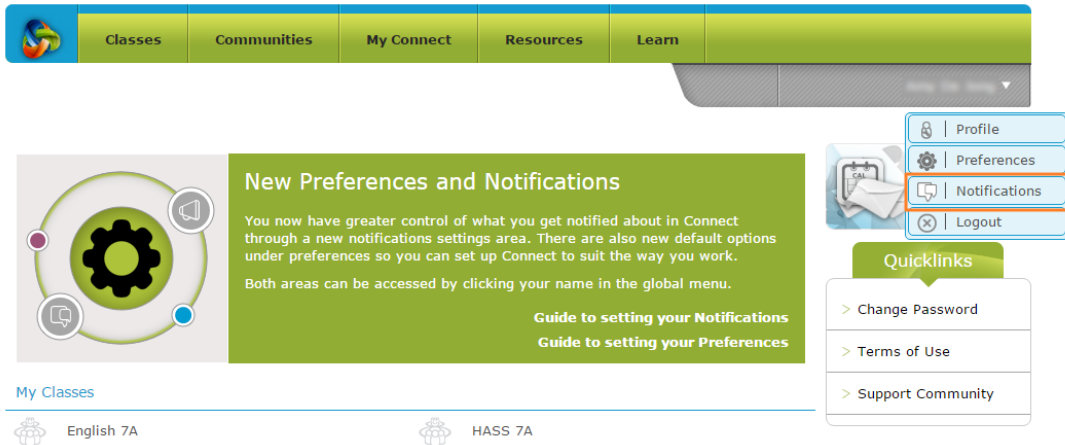 Classes
Communities
My Connect
Resources
Learn
Profile
Preferences
Notifications
Logout
CAL
New Preferences and Notifications
You now have greater control of what you get notified about in Connect
through a new notifications settings area. There are also new default options
under preferences so you can set up Connect to suit the way you work.
Both areas can be accessed by clicking your name in the global menu.
Guide to setting your Notifications
Guide to setting your Preferences
Quicklinks
> Change Password
> Terms of Use
> Support Community
My Classes
English 7A
HASS 7A